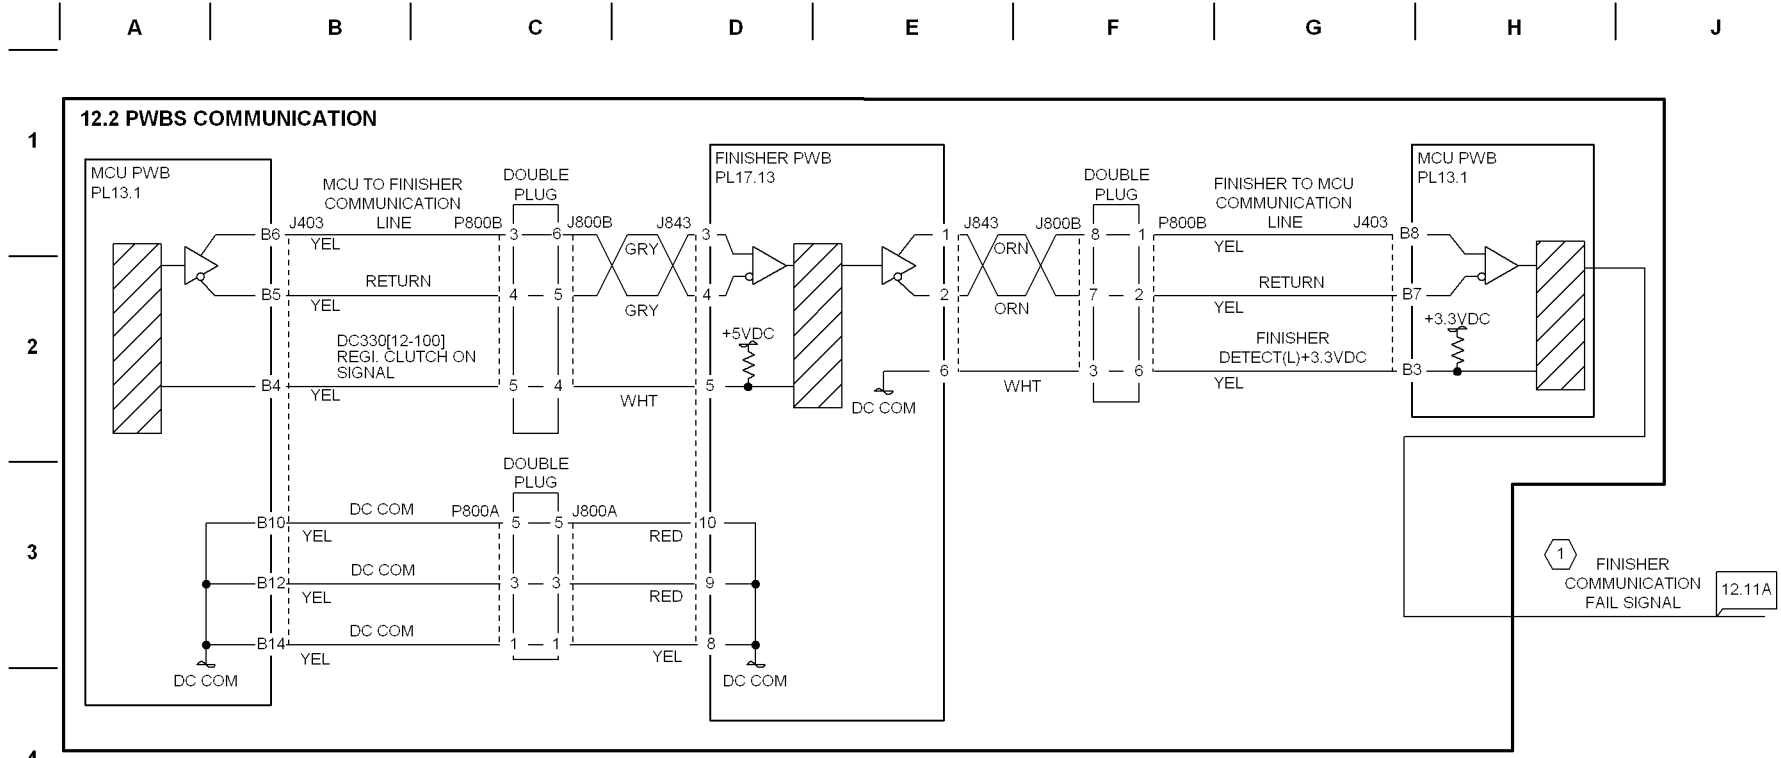 A B C D E F G H J
1
12.2 PWBS COMMUNICATION
MCU PWB
PL13.1
MCU TO FINISHER
COMMUNICATION
LINE
DOUBLE
PLUG
FINISHER PWB
PL17.13
DOUBLE
PLUG
FINISHER TO MCU
COMMUNICATION
LINE
MCU PWB
PL13.1
B6 J403 YEL P800B 3 6 J800B GRY J843 3
1 J843 ORN J800B 8 1 P800B YEL J403 B8
B5 RETURN YEL 4 5 GRY 4
2 ORN 7 2 RETURN YEL B7
2
DC330[12-100]
REGI. CLUTCH ON
SIGNAL
B4 YEL 5 4 WHT 5
+5VDC
6 DC COM WHT 3 6
FINISHER
DETECT(L)+3.3VDC
YEL B3
+3.3VDC
DOUBLE
PLUG
3
B10 DC COM YEL P800A 5 5 J800A RED 10
B12 DC COM YEL 3 3 RED 9
B14 DC COM YEL 1 1 YEL 8
DC COM
DC COM
1
FINISHER
COMMUNICATION
FAIL SIGNAL
12.11A
4